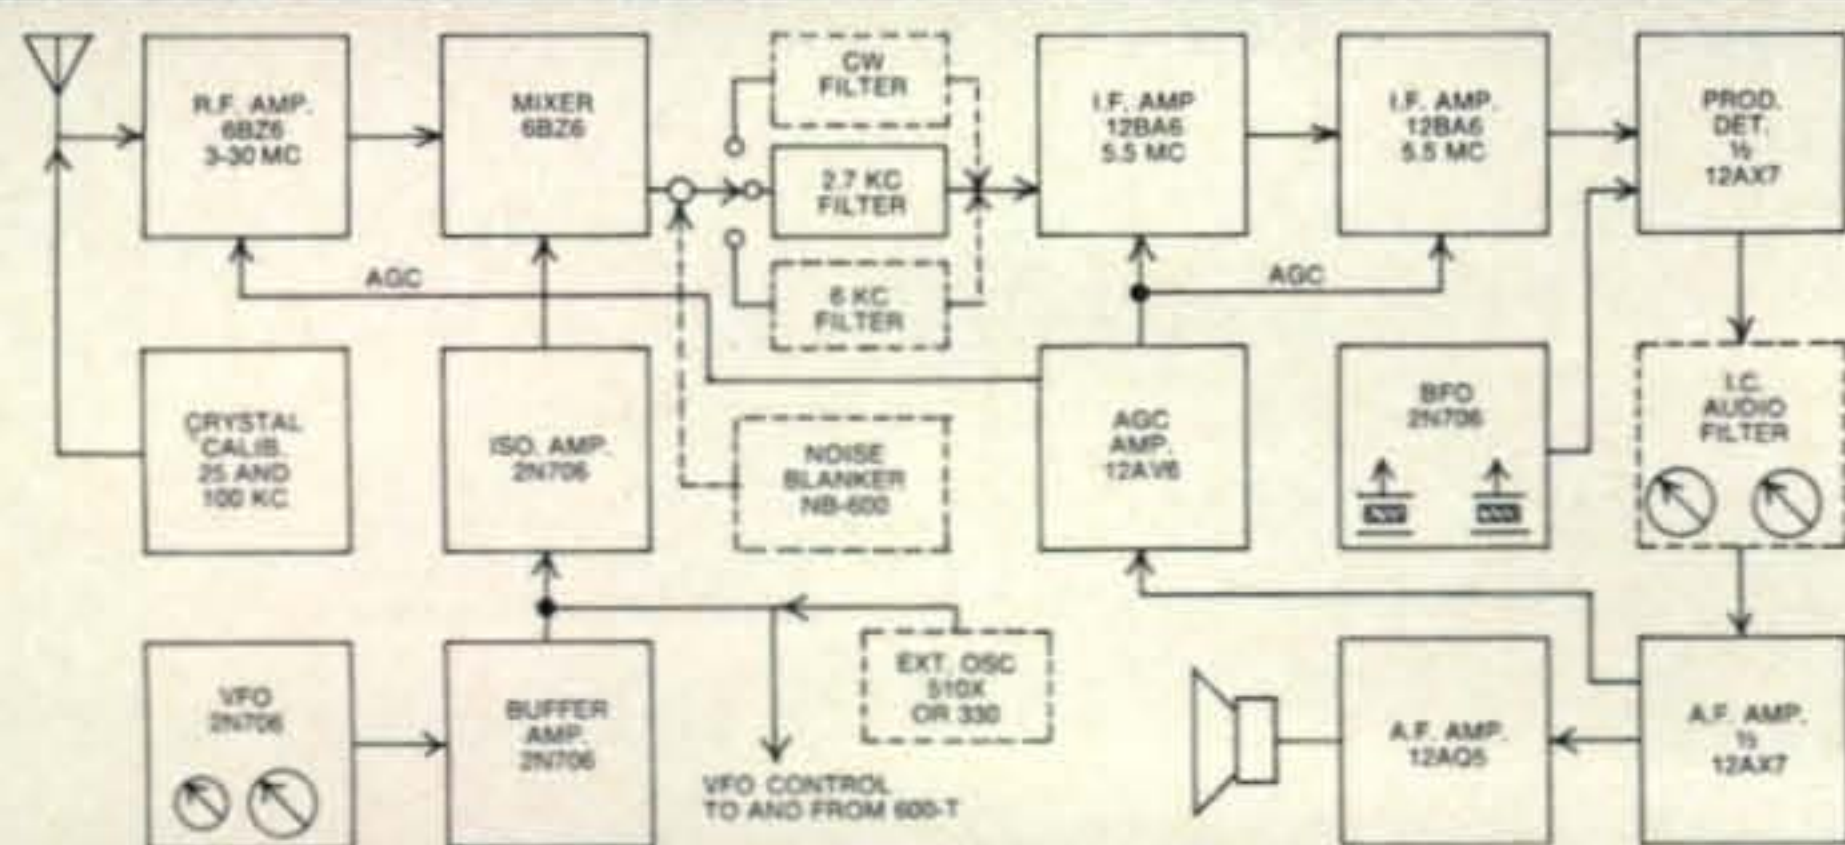 R.F. AMP.
6BZ6
3-30 MC
MIXER
6BZ6
CW
FILTER
2.7 KC
FILTER
6 KC
FILTER
I.F. AMP
12BA6
5.5 MC
I.F. AMP.
12BA6
5.5 MC
PROD.
DET.
½
12AX7
AGC
AGC
CRYSTAL
CALIB.
25 AND
100 KC
ISO. AMP.
2N706
NOISE
BLANKER
NB-600
AGC
AMP.
12AV6
BFO
2N706
I.C.
AUDIO
FILTER
VFO
2N706
BUFFER
AMP.
2N706
EXT. OSC
510X
OR 330
VFO CONTROL
TO AND FROM 600-T
A.F. AMP.
12AQ5
A.F. AMP.
½
12AX7